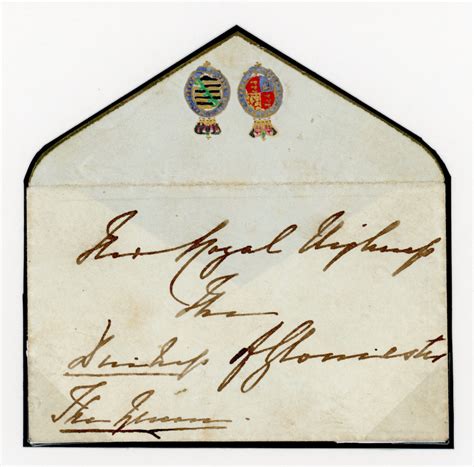 Her Royal Highness
The
Duchess of Gloucester
The Queen.